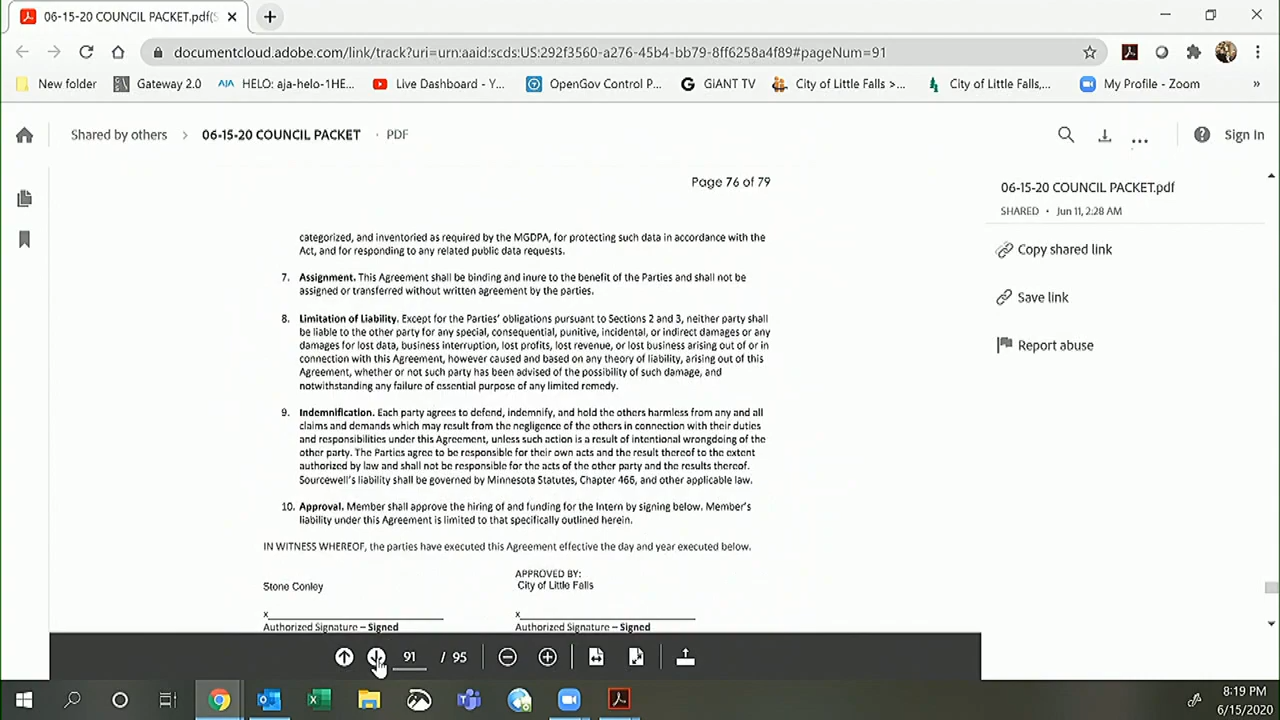 06-15-20 COUNCIL PACKET.pdf(S
documentcloud.adobe.com/link/track?uri=urn:aaid:scds:US:292f3560-a276-45b4-bb79-8ff6258a4f89#pageNum=91
New folder
Gateway 2.0
AJA HELO: aja-helo-1HE...
Live Dashboard - Y...
OpenGov Control P...
G GiANT TV
City of Little Falls >...
City of Little Falls,...
My Profile - Zoom
»
Shared by others > 06-15-20 COUNCIL PACKET · PDF
... Sign In
Page 76 of 79
06-15-20 COUNCIL PACKET.pdf
SHARED • Jun 11, 2:28 AM
Copy shared link
Save link
Report abuse
categorized, and inventoried as required by the MGDPA, for protecting such data in accordance with the
Act, and for responding to any related public data requests.
7. Assignment. This Agreement shall be binding and inure to the benefit of the Parties and shall not be
assigned or transferred without written agreement by the parties.
8. Limitation of Liability. Except for the Parties' obligations pursuant to Sections 2 and 3, neither party shall
be liable to the other party for any special, consequential, punitive, incidental, or indirect damages or any
damages for lost data, business interruption, lost profits, lost revenue, or lost business arising out of or in
connection with this Agreement, however caused and based on any theory of liability, arising out of this
Agreement, whether or not such party has been advised of the possibility of such damage, and
notwithstanding any failure of essential purpose of any limited remedy.
9. Indemnification. Each party agrees to defend, indemnify, and hold the others harmless from any and all
claims and demands which may result from the negligence of the others in connection with their duties
and responsibilities under this Agreement, unless such action is a result of intentional wrongdoing of the
other party. The Parties agree to be responsible for their own acts and the result thereof to the extent
authorized by law and shall not be responsible for the acts of the other party and the results thereof.
Sourcewell's liability shall be governed by Minnesota Statutes, Chapter 466, and other applicable law.
10. Approval. Member shall approve the hiring of and funding for the Intern by signing below. Member's
liability under this Agreement is limited to that specifically outlined herein.
IN WITNESS WHEREOF, the parties have executed this Agreement effective the day and year executed below.
APPROVED BY:
Stone Conley
City of Little Falls
x
x
Authorized Signature – Signed
Authorized Signature – Signed
91 / 95
8:19 PM
6/15/2020